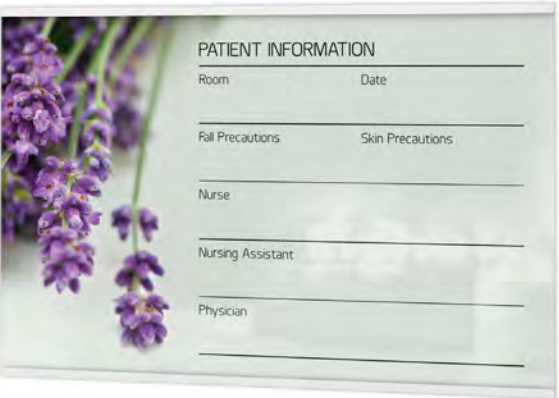 PATIENT INFORMATION
Room Date
Fall Precautions Skin Precautions
Nurse
Nursing Assistant
Physician